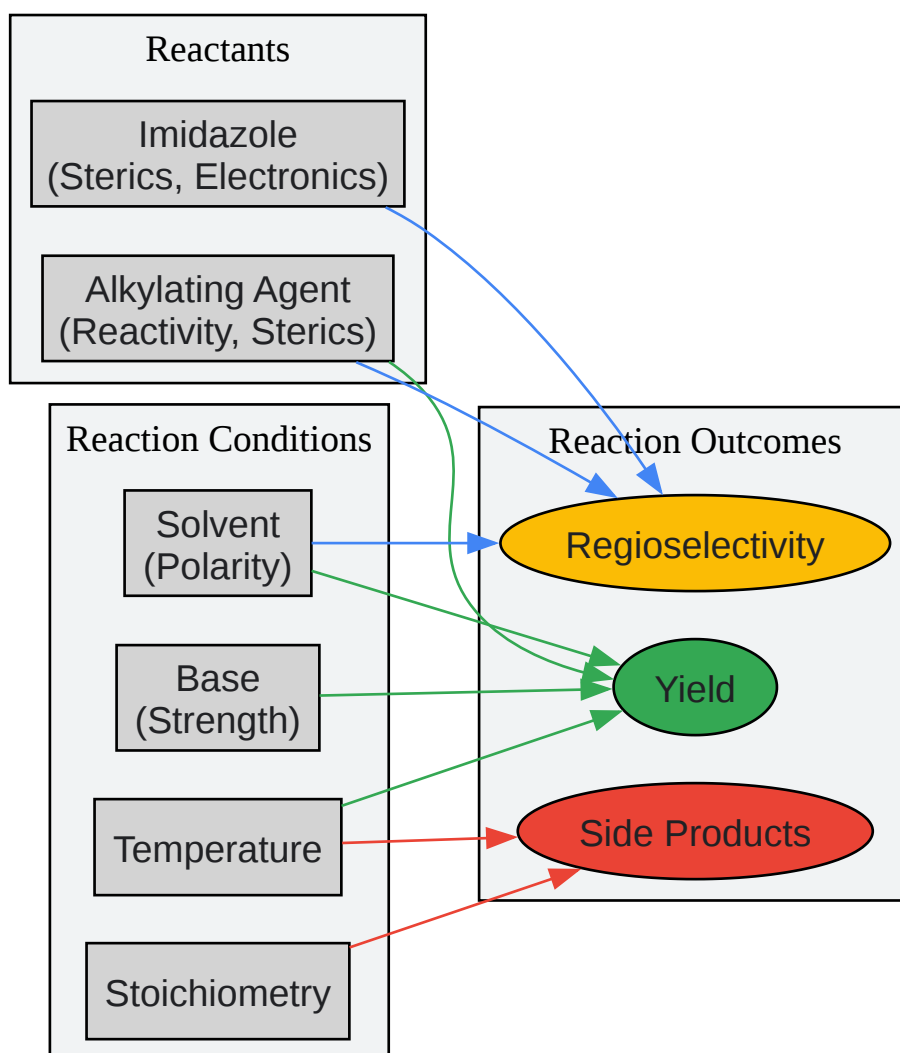 Reactants
Imidazole
(Sterics, Electronics)
Alkylating Agent
(Reactivity, Sterics)
Reaction Conditions
Solvent
(Polarity)
Base
(Strength)
Temperature
Stoichiometry
Reaction Outcomes
Regioselectivity
Yield
Side Products